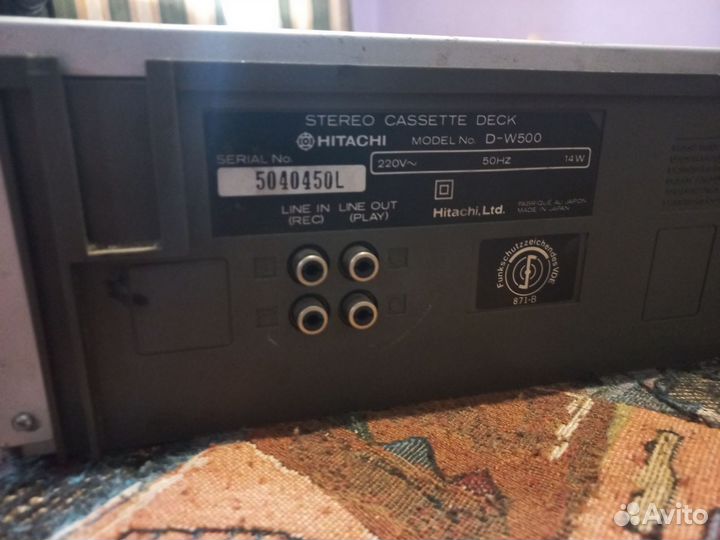 STEREO CASSETTE DECK
HITACHI MODEL No. D-W500
SERIAL No.
5040450L
220V~ 50HZ 14W
LINE IN LINE OUT
(REC) (PLAY)
Hitachi, Ltd.
FABRIQUÉ AU JAPON
MADE IN JAPAN
Funkschutzzeichen des VDE
871-B
Avito